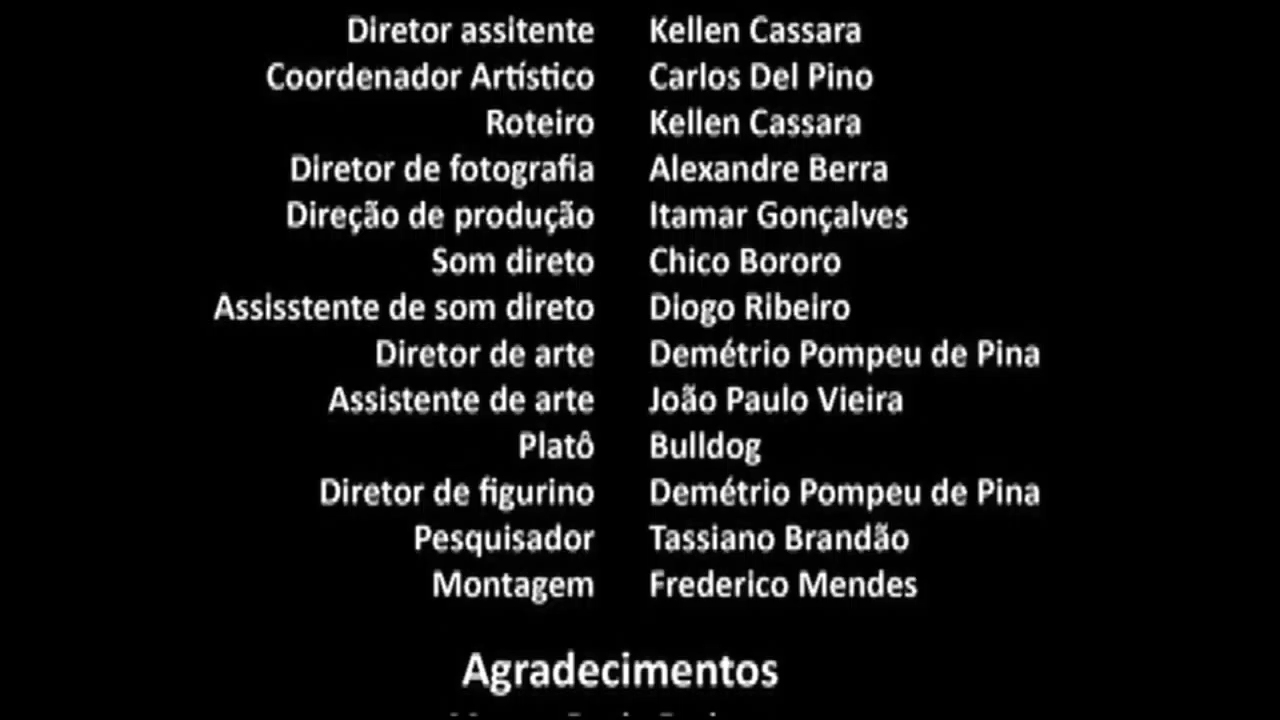 Diretor assitente Kellen Cassara
Coordenador Artístico Carlos Del Pino
Roteiro Kellen Cassara
Diretor de fotografia Alexandre Berra
Direção de produção Itamar Gonçalves
Som direto Chico Bororo
Assisstente de som direto Diogo Ribeiro
Diretor de arte Demétrio Pompeu de Pina
Assistente de arte João Paulo Vieira
Platô Bulldog
Diretor de figurino Demétrio Pompeu de Pina
Pesquisador Tassiano Brandão
Montagem Frederico Mendes
Agradecimentos